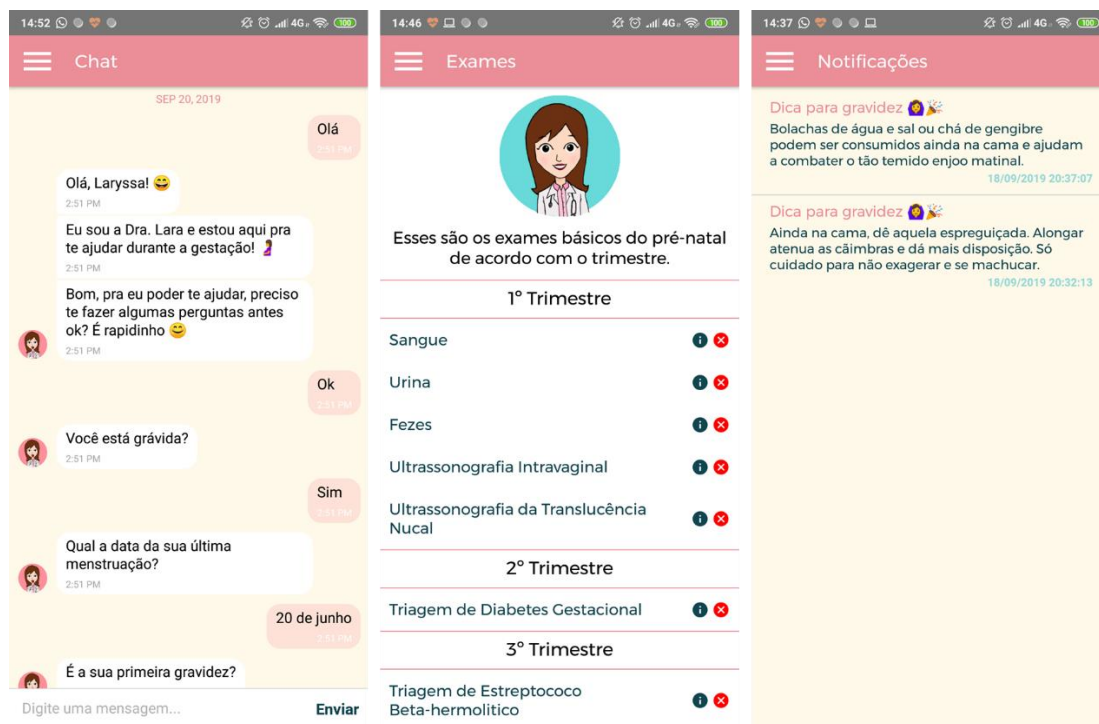 14:52
4G
100
Chat
SEP 20, 2019
Olá
2:51 PM
Olá, Laryssa! 😄
2:51 PM
Eu sou a Dra. Lara e estou aqui pra
te ajudar durante a gestação! 🤰
2:51 PM
Bom, pra eu poder te ajudar, preciso
te fazer algumas perguntas antes
ok? É rapidinho 😄
2:51 PM
Ok
2:51 PM
Você está grávida?
2:51 PM
Sim
2:51 PM
Qual a data da sua última
menstruação?
2:51 PM
20 de junho
2:51 PM
É a sua primeira gravidez?
Digite uma mensagem...
Enviar
14:46
4G
100
Exames
Esses são os exames básicos do pré-natal
de acordo com o trimestre.
1º Trimestre
Sangue
Urina
Fezes
Ultrassonografia Intravaginal
Ultrassonografia da Translucência
Nucal
2º Trimestre
Triagem de Diabetes Gestacional
3º Trimestre
Triagem de Estreptococo
Beta-hermolitico
14:37
4G
100
Notificações
Dica para gravidez 🙆‍♀️🎉
Bolachas de água e sal ou chá de gengibre
podem ser consumidos ainda na cama e ajudam
a combater o tão temido enjoo matinal.
18/09/2019 20:37:07
Dica para gravidez 🙆‍♀️🎉
Ainda na cama, dê aquela espreguiçada. Alongar
atenua as cãimbras e dá mais disposição. Só
cuidado para não exagerar e se machucar.
18/09/2019 20:32:13